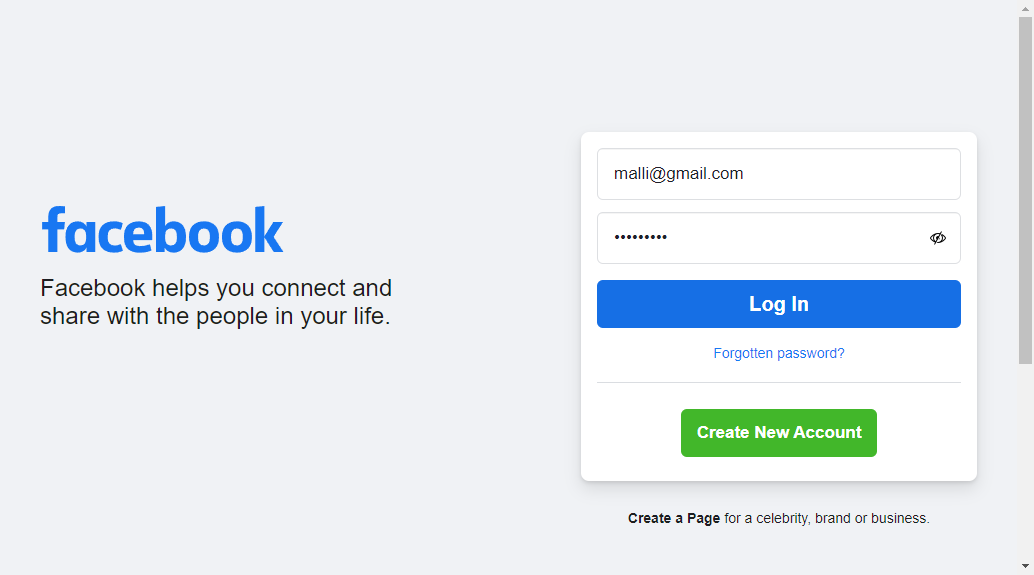 facebook
Facebook helps you connect and
share with the people in your life.
malli@gmail.com
•••••••••
Log In
Forgotten password?
Create New Account
Create a Page for a celebrity, brand or business.